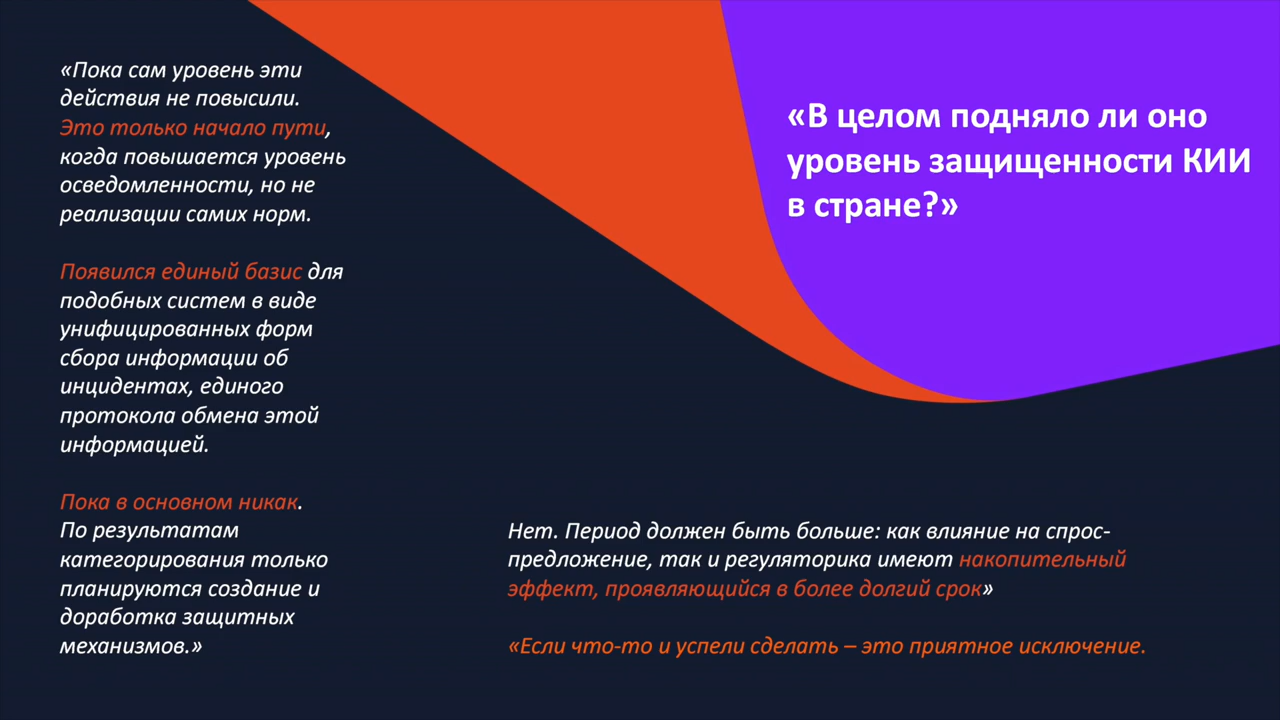 «В целом подняло ли оно
уровень защищенности КИИ
в стране?»
«Пока сам уровень эти
действия не повысили.
Это только начало пути,
когда повышается уровень
осведомленности, но не
реализации самих норм.
Появился единый базис для
подобных систем в виде
унифицированных форм
сбора информации об
инцидентах, единого
протокола обмена этой
информацией.
Пока в основном никак.
По результатам
категорирования только
планируются создание и
доработка защитных
механизмов.»
Нет. Период должен быть больше: как влияние на спрос-
предложение, так и регуляторика имеют накопительный
эффект, проявляющийся в более долгий срок»
«Если что-то и успели сделать – это приятное исключение.